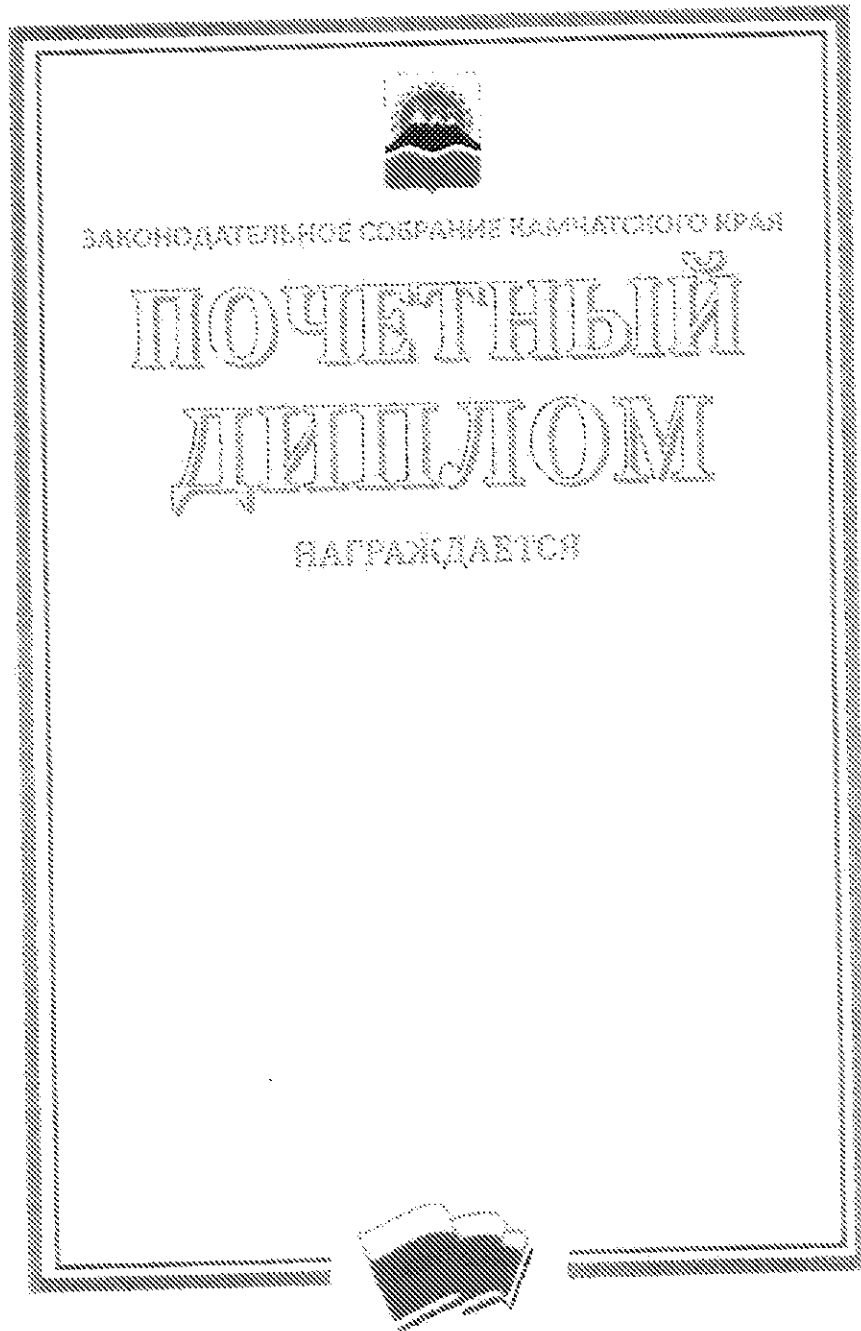 ЗАКОНОДАТЕЛЬНОЕ СОБРАНИЕ КАМЧАТСКОГО КРАЯ
ПОЧЕТНЫЙ
ДИПЛОМ
НАГРАЖДАЕТСЯ